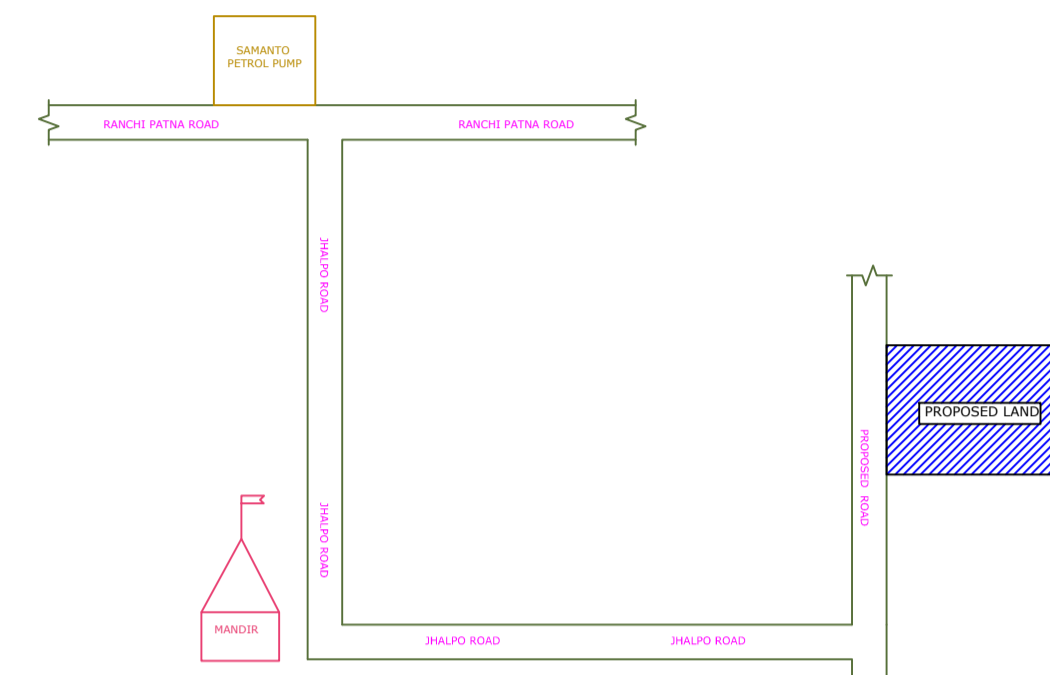 SAMANTO
PETROL PUMP
RANCHI PATNA ROAD
RANCHI PATNA ROAD
JHALPO ROAD
PROPOSED LAND
PROPOSED ROAD
JHALPO ROAD
MANDIR
JHALPO ROAD
JHALPO ROAD